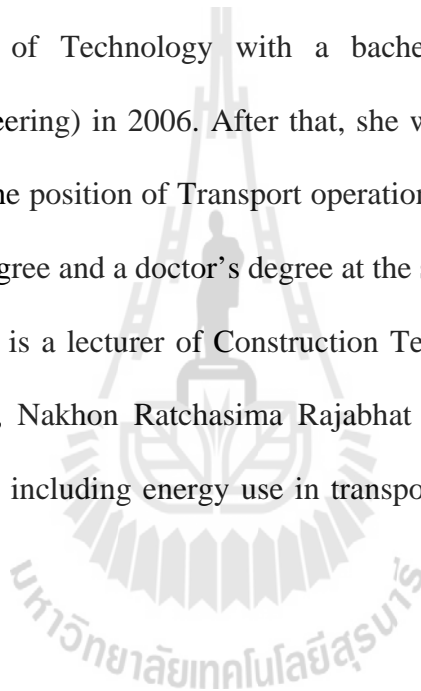 of Technology with a bache
eering) in 2006. After that, she w
ne position of Transport operation
gree and a doctor's degree at the s
is a lecturer of Construction Te
, Nakhon Ratchasima Rajabhat
including energy use in transpo
มหาวิทยาลัยเทคโนโลยีสุรนารี